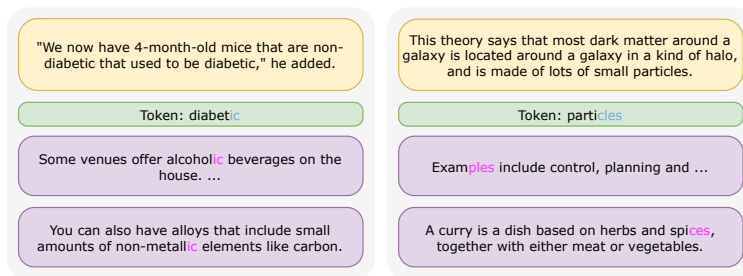 "We now have 4-month-old mice that are non-
diabetic that used to be diabetic," he added.
Token: diabetic
Some venues offer alcoholic beverages on the
house. ...
You can also have alloys that include small
amounts of non-metallic elements like carbon.
This theory says that most dark matter around a
galaxy is located around a galaxy in a kind of halo,
and is made of lots of small particles.
Token: particles
Examples include control, planning and ...
A curry is a dish based on herbs and spices,
together with either meat or vegetables.